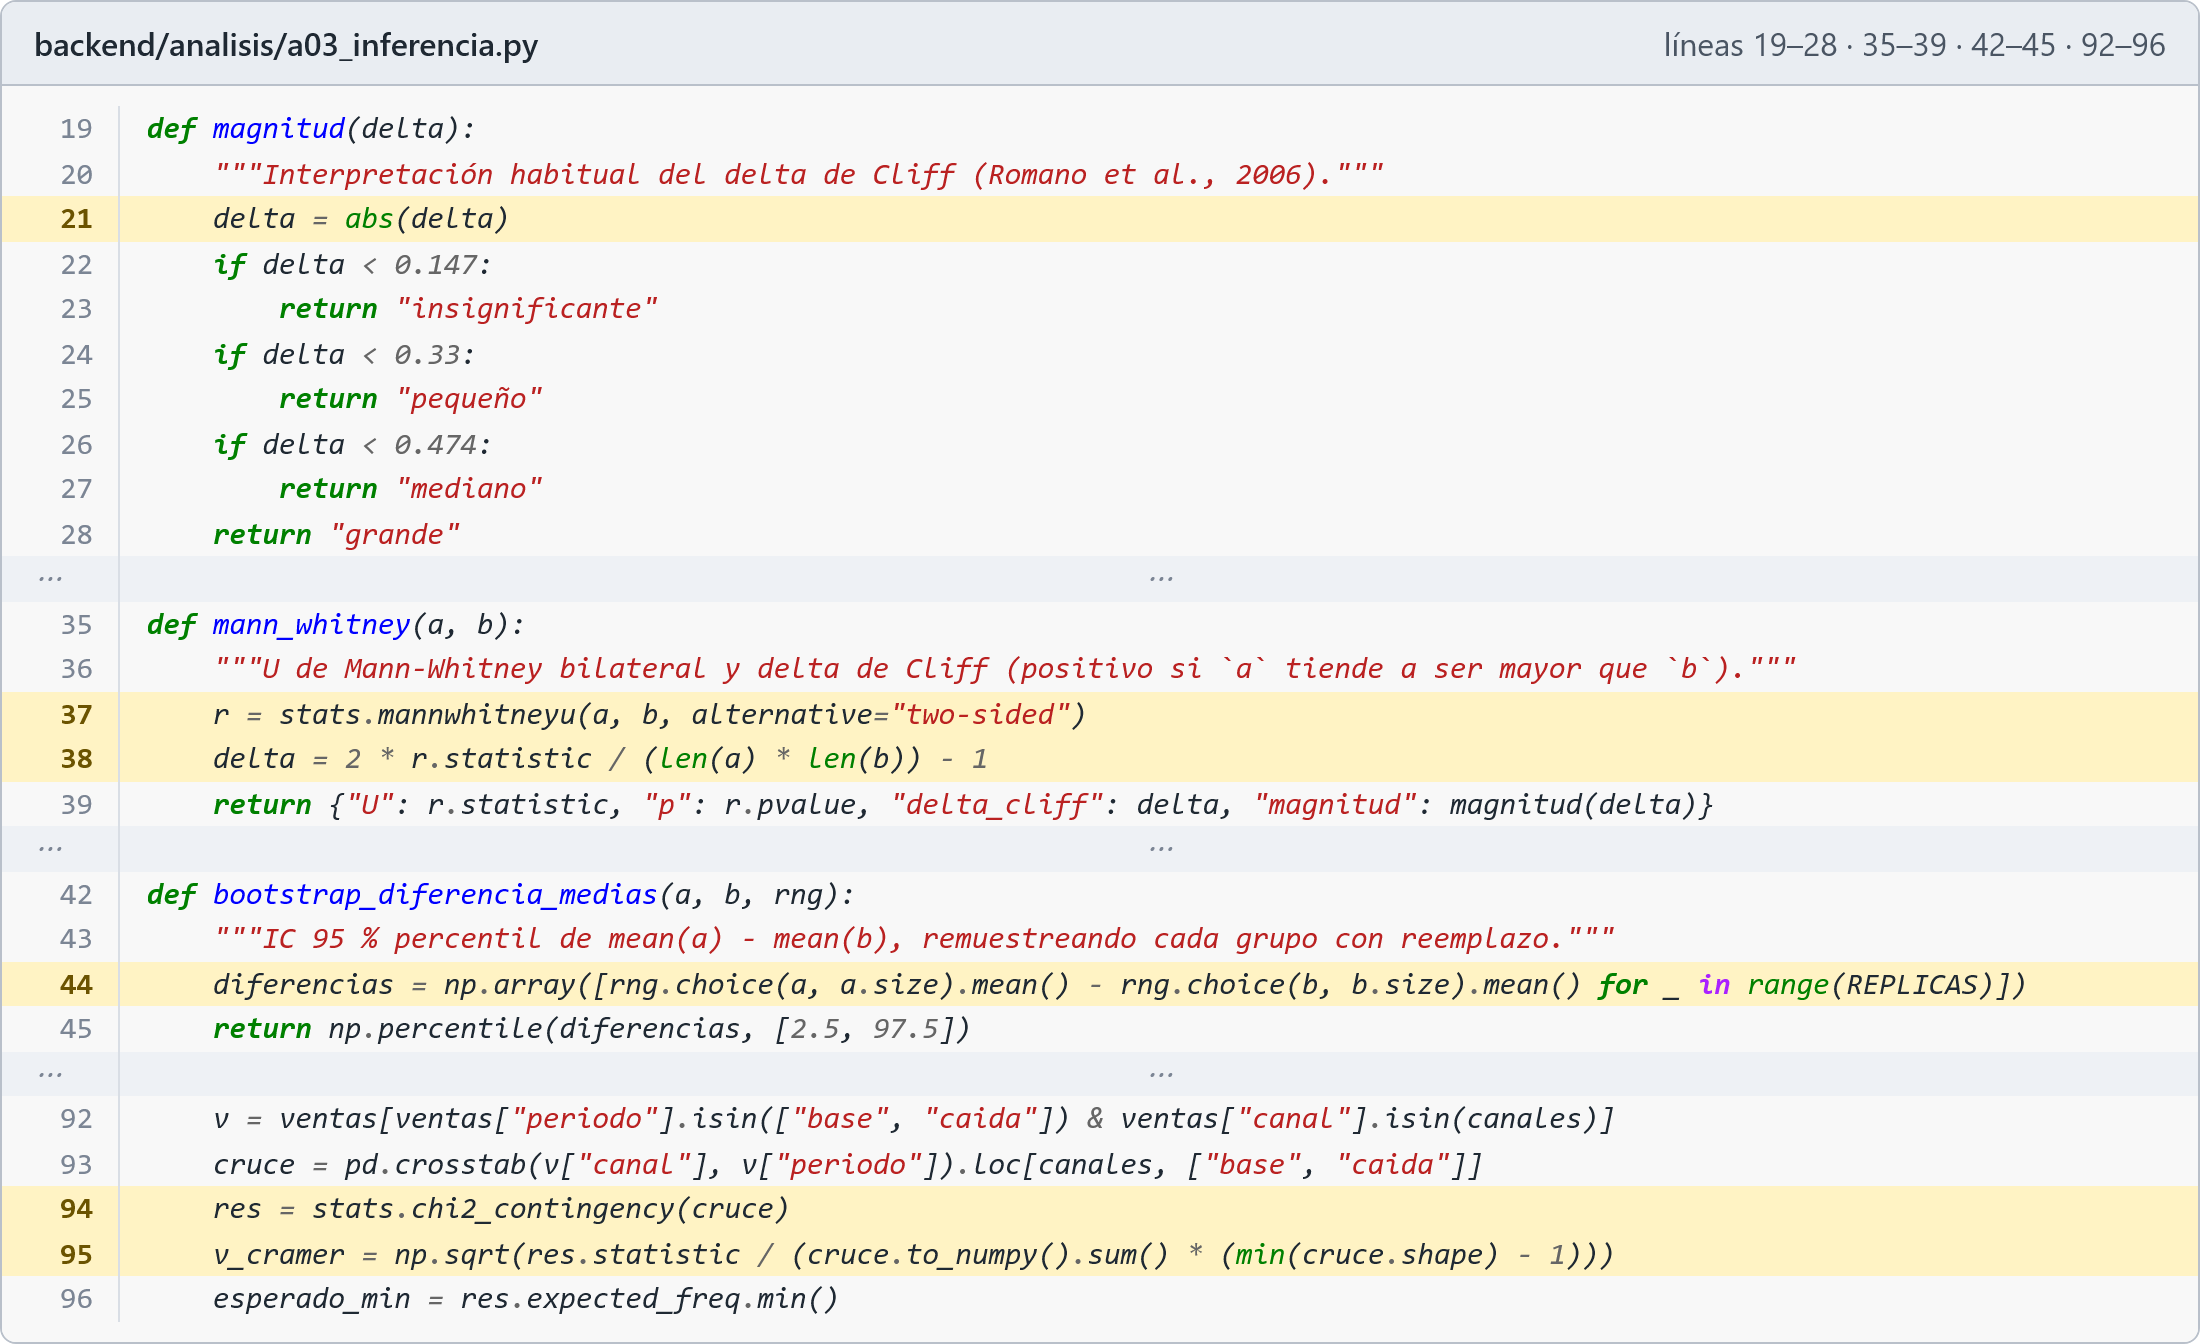 backend/analisis/a03_inferencia.py
líneas 19–28 · 35–39 · 42–45 · 92–96
19 def magnitud(delta):
20     """Interpretación habitual del delta de Cliff (Romano et al., 2006)."""
21     delta = abs(delta)
22     if delta < 0.147:
23         return "insignificante"
24     if delta < 0.33:
25         return "pequeño"
26     if delta < 0.474:
27         return "mediano"
28     return "grande"
... ...
35 def mann_whitney(a, b):
36     """U de Mann-Whitney bilateral y delta de Cliff (positivo si `a` tiende a ser mayor que `b`)."""
37     r = stats.mannwhitneyu(a, b, alternative="two-sided")
38     delta = 2 * r.statistic / (len(a) * len(b)) - 1
39     return {"U": r.statistic, "p": r.pvalue, "delta_cliff": delta, "magnitud": magnitud(delta)}
... ...
42 def bootstrap_diferencia_medias(a, b, rng):
43     """IC 95 % percentil de mean(a) - mean(b), remuestreando cada grupo con reemplazo."""
44     diferencias = np.array([rng.choice(a, a.size).mean() - rng.choice(b, b.size).mean() for _ in range(REPLICAS)])
45     return np.percentile(diferencias, [2.5, 97.5])
... ...
92     v = ventas[ventas["periodo"].isin(["base", "caida"]) & ventas["canal"].isin(canales)]
93     cruce = pd.crosstab(v["canal"], v["periodo"]).loc[canales, ["base", "caida"]]
94     res = stats.chi2_contingency(cruce)
95     v_cramer = np.sqrt(res.statistic / (cruce.to_numpy().sum() * (min(cruce.shape) - 1)))
96     esperado_min = res.expected_freq.min()